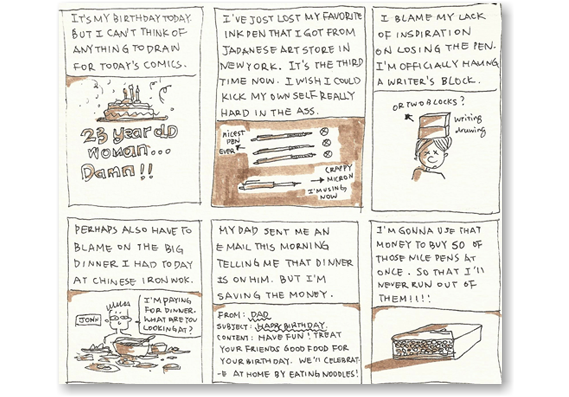 IT'S MY BIRTHDAY TODAY.
BUT I CAN'T THINK OF
ANYTHING TO DRAW
FOR TODAY'S COMICS.
23 year old
woman...
Damn!!
I'VE JUST LOST MY FAVORITE
INK PEN THAT I GOT FROM
JAPANESE ART STORE IN
NEW YORK. IT'S THE THIRD
TIME NOW. I WISH I COULD
KICK MY OWN SELF REALLY
HARD IN THE ASS.
NICEST
PEN
EVER
CRAPPY
MICRON
I'M USING
NOW
I BLAME MY LACK
OF INSPIRATION
ON LOSING THE PEN.
I'M OFFICIALLY HAVING
A WRITER'S BLOCK.
OR TWO BLOCKS?
writing
drawing
PERHAPS ALSO HAVE TO
BLAME ON THE BIG
DINNER I HAD TODAY
AT CHINESE IRON WOK.
I'M PAYING
FOR DINNER.
WHAT ARE YOU
LOOKING AT?
MY DAD SENT ME AN
E-MAIL THIS MORNING
TELLING ME THAT DINNER
IS ON HIM. BUT I'M
SAVING THE MONEY.
FROM: DAD
SUBJECT: HAPPY BIRTHDAY.
CONTENT: HAVE FUN! TREAT
YOUR FRIENDS GOOD FOOD FOR
YOUR BIRTHDAY. WE'LL CELEBRAT-
-E AT HOME BY EATING NOODLES!
I'M GONNA USE THAT
MONEY TO BUY 50 OF
THOSE NICE PENS AT
ONCE. SO THAT I'LL
NEVER RUN OUT OF
THEM!!!!